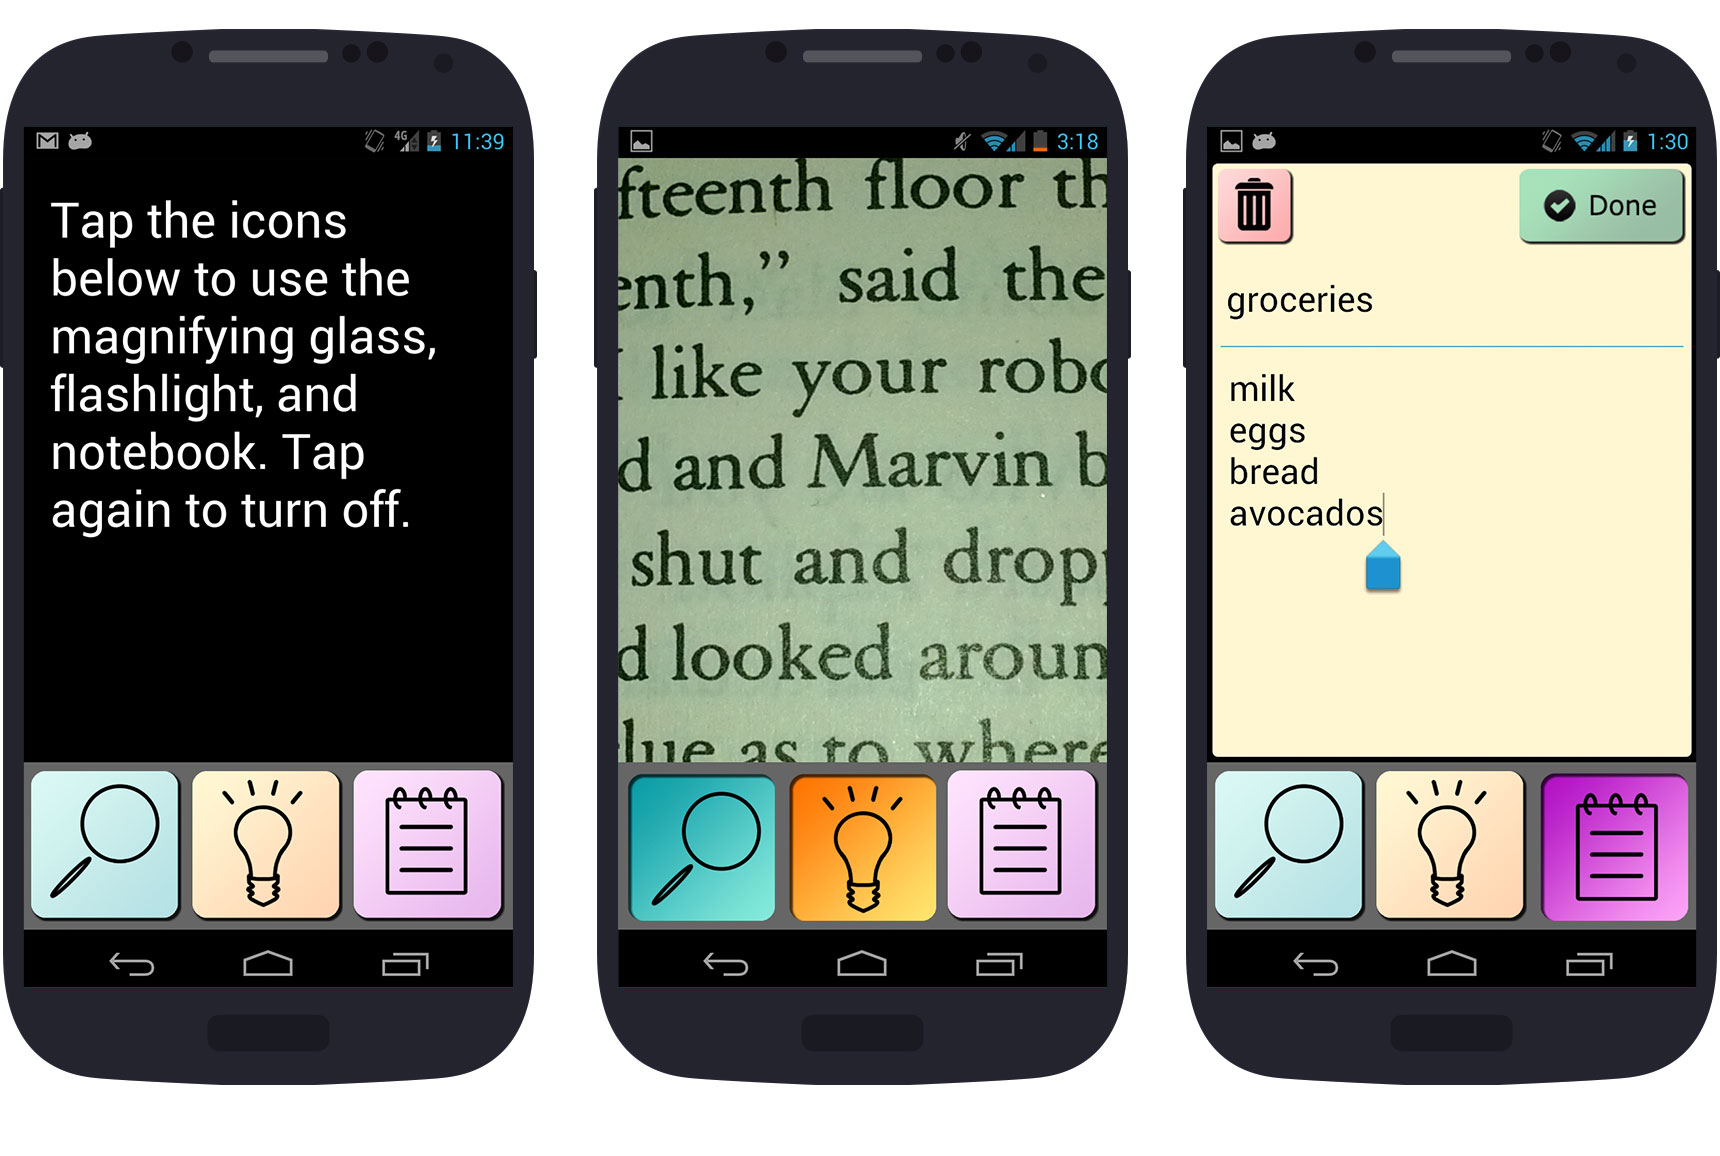 4G 11:39
Tap the icons
below to use the
magnifying glass,
flashlight, and
notebook. Tap
again to turn off.
3:18
fteenth floor th
enth,” said the
like your robo
d and Marvin b
shut and dropp
d looked aroun
lue as to where
1:30
Done
groceries
milk
eggs
bread
avocados